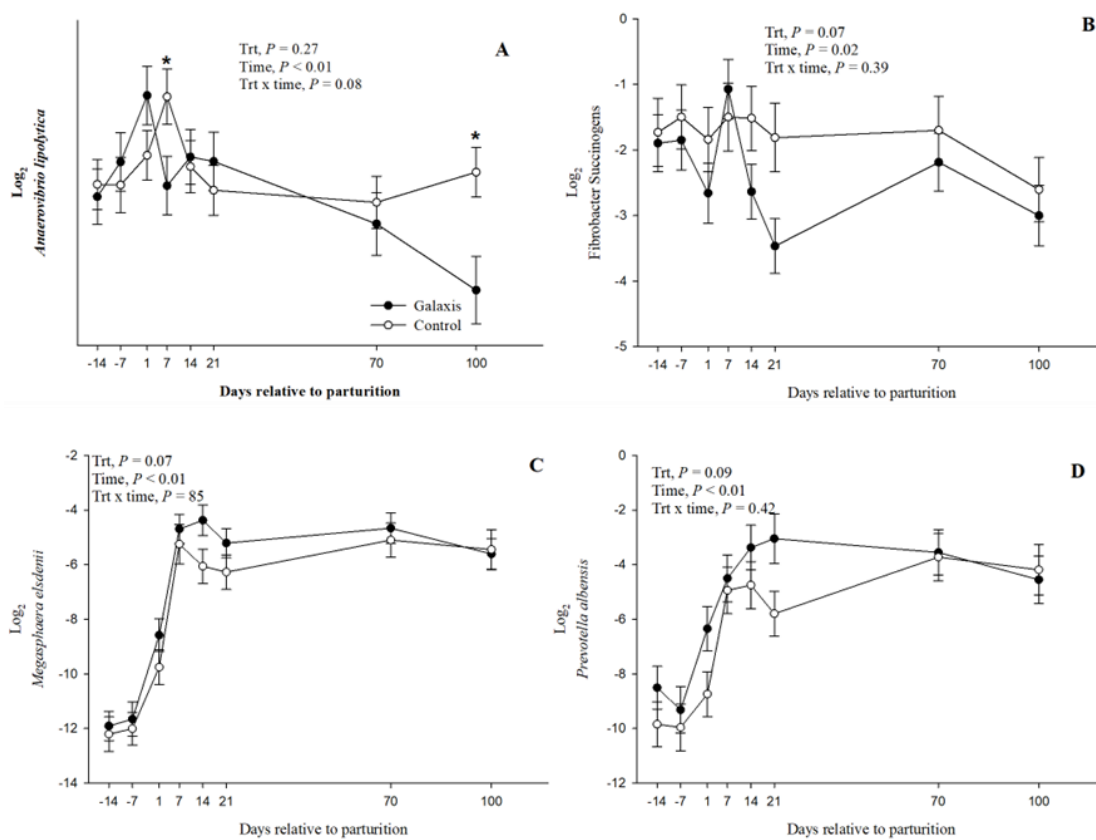 A
Trt, P = 0.27
Time, P < 0.01
Trt x time, P = 0.08
*
*
Log2
Anaerovibrio lipolytica
Galaxis
Control
-14 -7 1 7 14 21 70 100
Days relative to parturition
B
Trt, P = 0.07
Time, P = 0.02
Trt x time, P = 0.39
0
-1
-2
-3
-4
-5
Log2
Fibrobacter Succinogens
-14 -7 1 7 14 21 70 100
Days relative to parturition
C
Trt, P = 0.07
Time, P < 0.01
Trt x time, P = 85
-2
-4
-6
-8
-10
-12
-14
Log2
Megasphaera elsdenii
-14 -7 1 7 14 21 70 100
Days relative to parturition
D
Trt, P = 0.09
Time, P < 0.01
Trt x time, P = 0.42
0
-2
-4
-6
-8
-10
-12
Log2
Prevotella albensis
-14 -7 1 7 14 21 70 100
Days relative to parturition